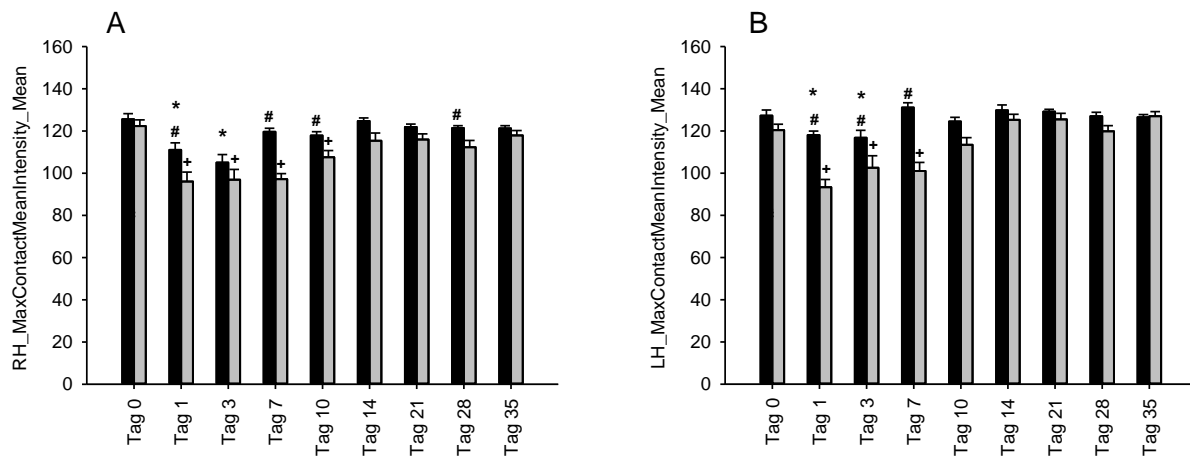 A
RH_MaxContactMeanIntensity_Mean
160
140
120
100
80
60
40
20
0
*
#
+
*
+
#
+
#
+
#
Tag 0
Tag 1
Tag 3
Tag 7
Tag 10
Tag 14
Tag 21
Tag 28
Tag 35
B
LH_MaxContactMeanIntensity_Mean
160
140
120
100
80
60
40
20
0
*
#
+
*
#
+
#
+
Tag 0
Tag 1
Tag 3
Tag 7
Tag 10
Tag 14
Tag 21
Tag 28
Tag 35